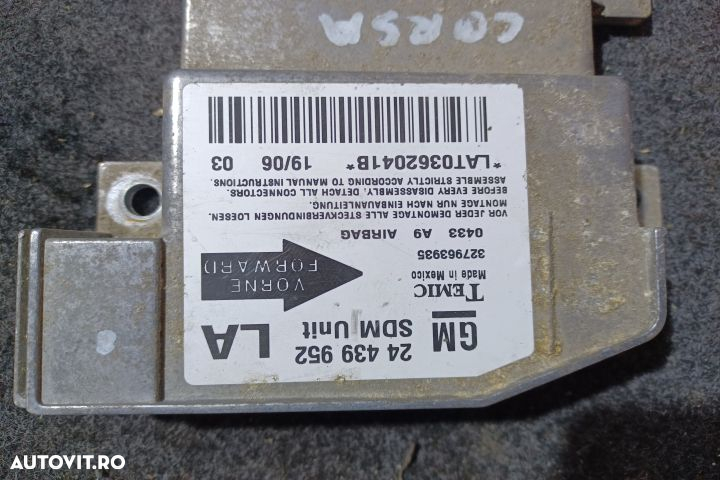 24 439 952 LA
GM SDM Unit
TEMIC VORNE
Made in Mexico FORWARD
327963935
0433 A9 AIRBAG
VOR JEDER DEMONTAGE ALLE STECKVERBINDUNGEN LOESEN.
MONTAGE NUR NACH EINBAUANLEITUNG.
BEFORE EVERY DISASSEMBLY, DETACH ALL CONNECTORS.
ASSEMBLE STRICTLY ACCORDING TO MANUAL INSTRUCTIONS.
*LAT0362041B* 19/06 03
CORSA
AUTOVIT.RO